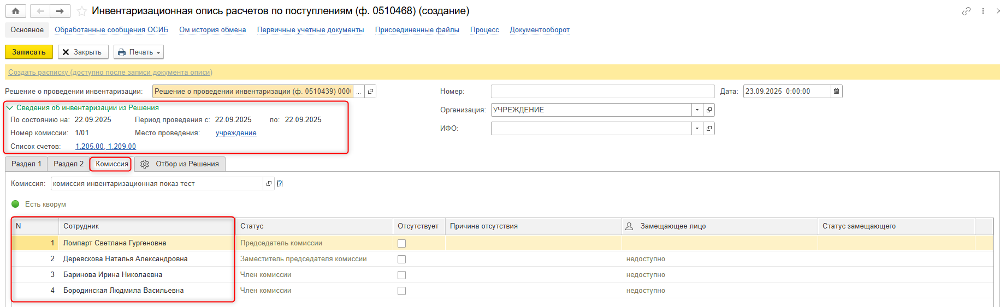 Инвентаризационная опись расчетов по поступлениям (ф. 0510468) (создание)
Основное Обработанные сообщения ОСИБ Ом история обмена Первичные учетные документы Присоединенные файлы Процесс Документооборот
Записать Закрыть Печать
Создать расписку (доступно после записи документа описи)
Решение о проведении инвентаризации: Решение о проведении инвентаризации (ф. 0510439) 000 ... Номер: Дата: 23.09.2025 0:00:00
Сведения об инвентаризации из Решения
Организация: УЧРЕЖДЕНИЕ
По состоянию на: 22.09.2025 Период проведения с: 22.09.2025 по: 22.09.2025
ИФО:
Номер комиссии: 1/01 Место проведения: учреждение
Список счетов: 1.205.00, 1.209.00
Раздел 1 Раздел 2 Комиссия Отбор из Решения
Комиссия: комиссия инвентаризационная показ тест ?
Есть кворум
N Сотрудник Статус Отсутствует Причина отсутствия Замещающее лицо Статус замещающего
1 Ломпарт Светлана Гургеновна Председатель комиссии
2 Деревскова Наталья Александровна Заместитель председателя комиссии недоступно
3 Баринова Ирина Николаевна Член комиссии недоступно
4 Бородинская Людмила Васильевна Член комиссии недоступно